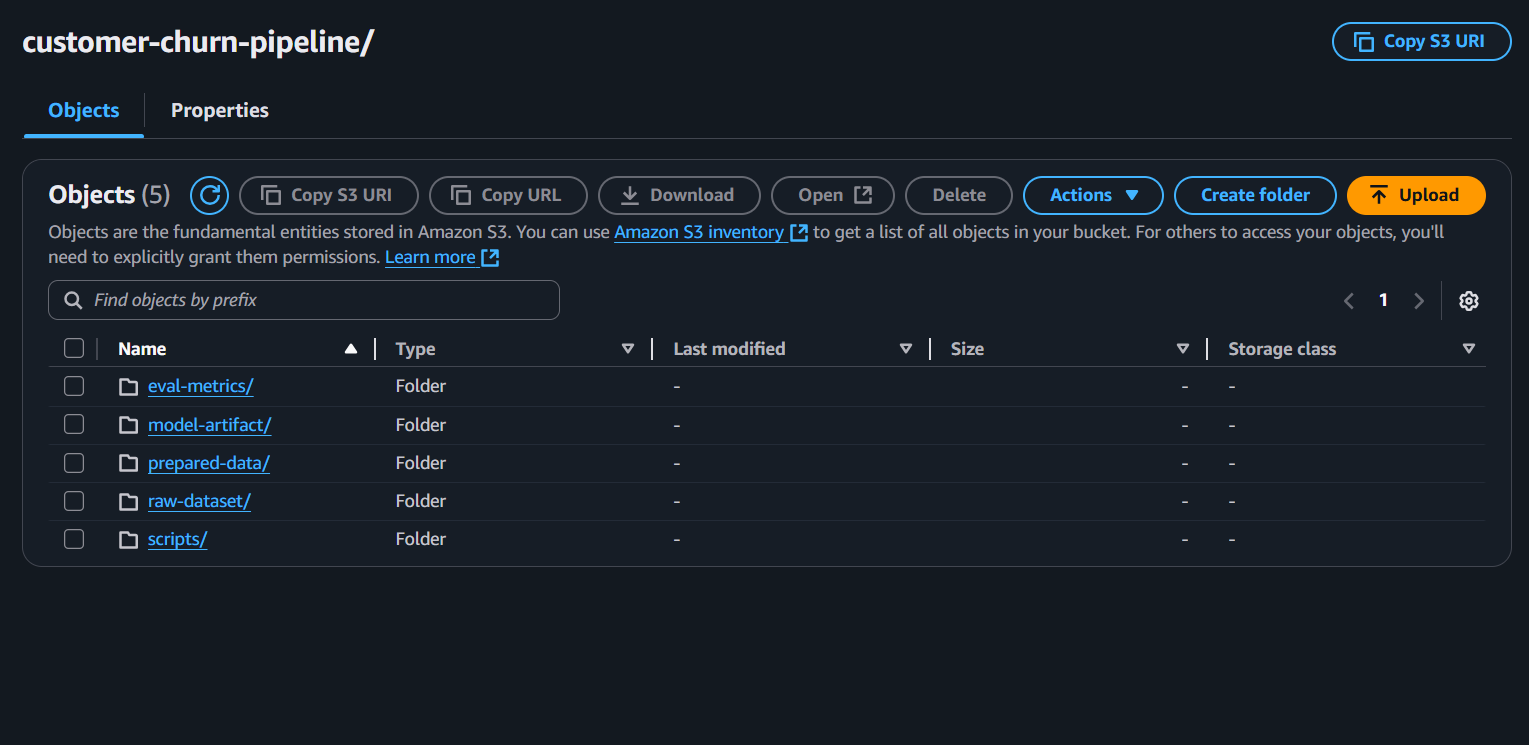 customer-churn-pipeline/
Copy S3 URI
Objects
Properties
Objects (5)
Copy S3 URI
Copy URL
Download
Open
Delete
Actions
Create folder
Upload
Objects are the fundamental entities stored in Amazon S3. You can use Amazon S3 inventory to get a list of all objects in your bucket. For others to access your objects, you'll
need to explicitly grant them permissions. Learn more
Find objects by prefix
1
Name Type Last modified Size Storage class
eval-metrics/ Folder - - -
model-artifact/ Folder - - -
prepared-data/ Folder - - -
raw-dataset/ Folder - - -
scripts/ Folder - - -